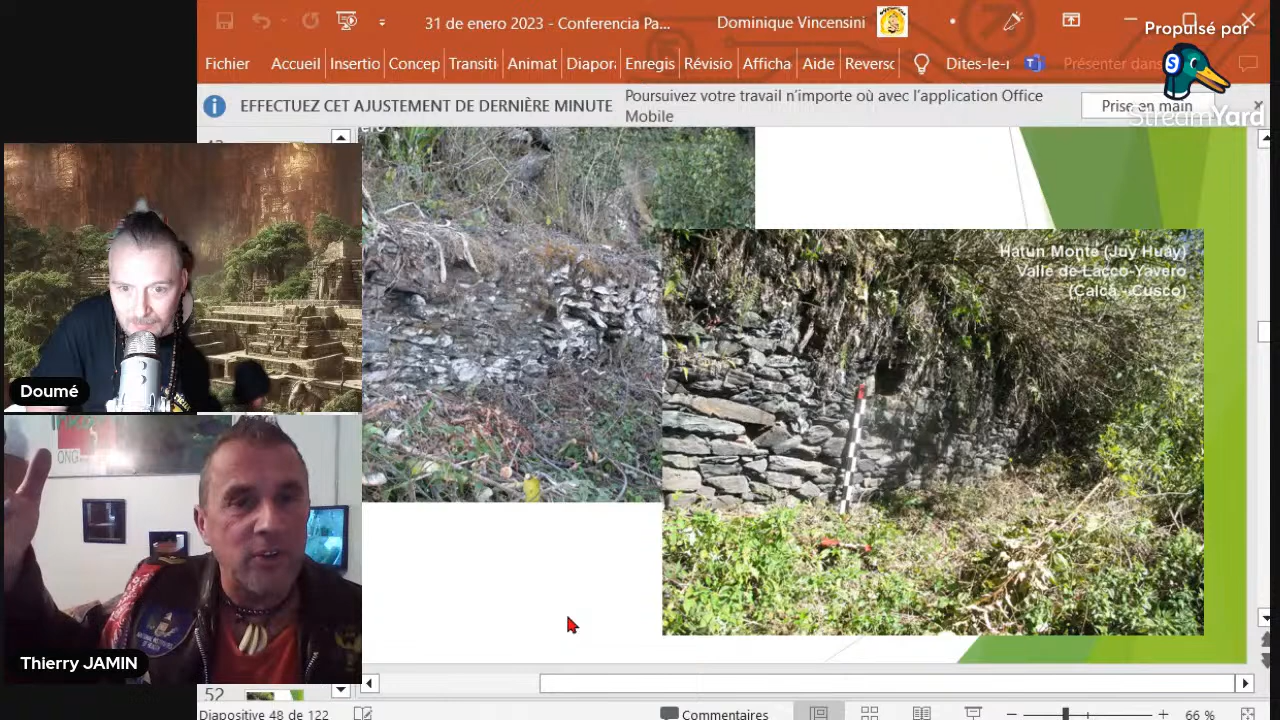 31 de enero 2023 - Conferencia Pa...
Dominique Vincensini
Propulsé par
Fichier Accueil Insertio Concep Transiti Animat Diapora Enregis Révisio Afficha Aide Reversc Dites-le-r Présenter dans
EFFECTUEZ CET AJUSTEMENT DE DERNIÈRE MINUTE
Poursuivez votre travail n'importe où avec l'application Office
Mobile
Prise en main
StreamYard
Hatun Monte (Juy Huay)
Valle de Lacco-Yavero
(Calca - Cusco)
Doumé
ONG
Thierry JAMIN
52
Diapositive 48 de 122
Commentaires
66 %